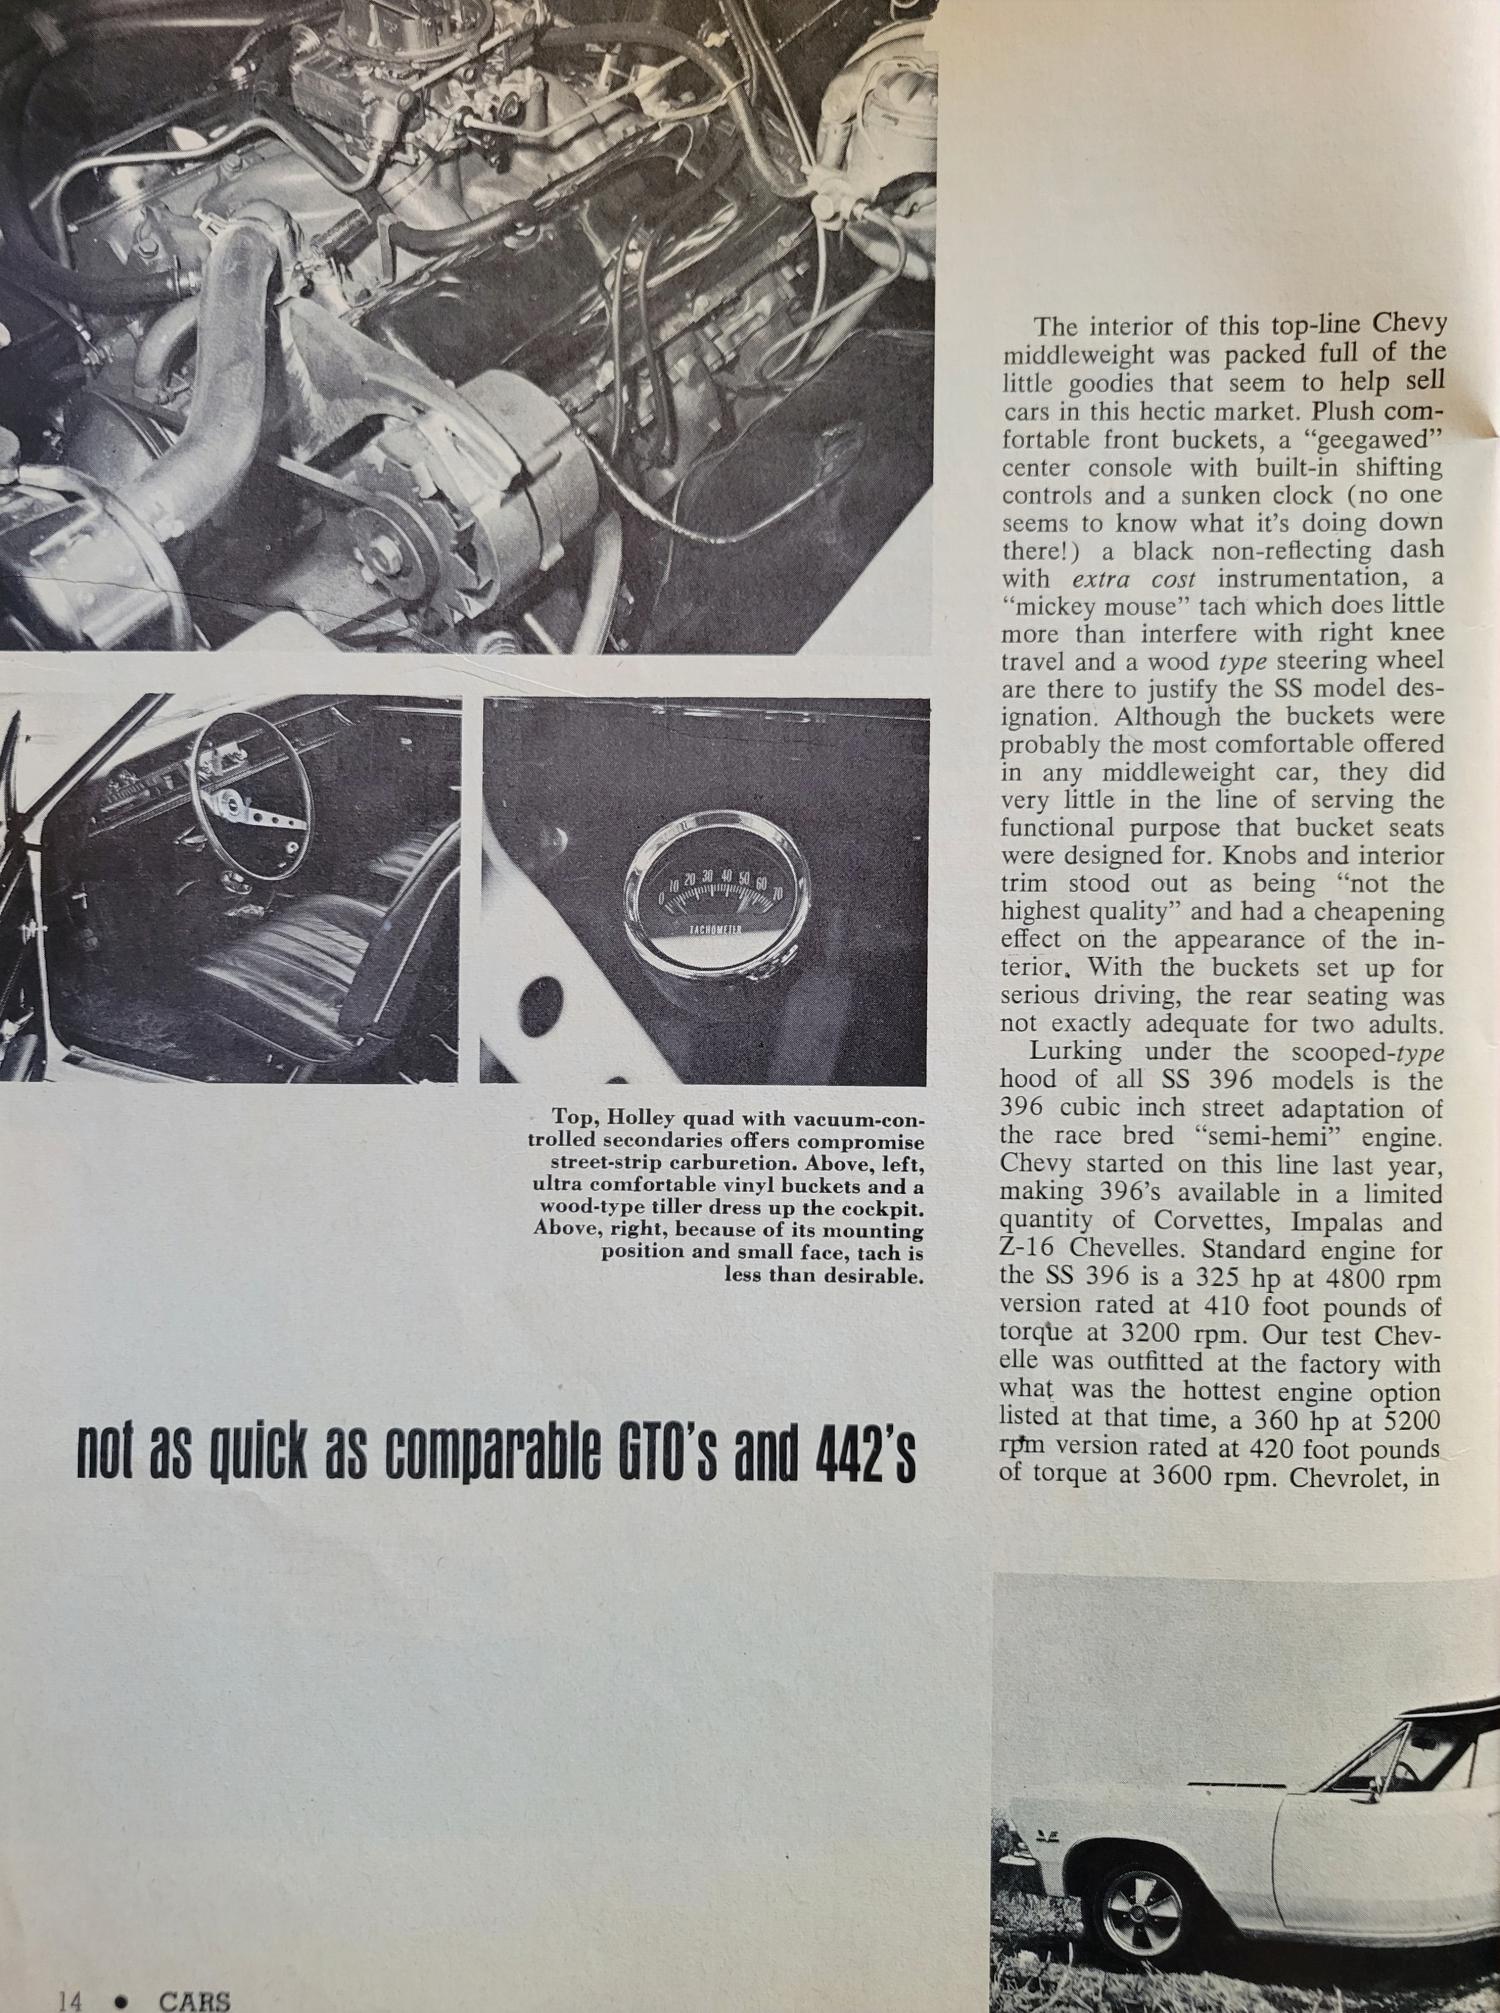 The interior of this top-line Chevy
middleweight was packed full of the
little goodies that seem to help sell
cars in this hectic market. Plush com-
fortable front buckets, a “geegawed”
center console with built-in shifting
controls and a sunken clock (no one
seems to know what it’s doing down
there!) a black non-reflecting dash
with extra cost instrumentation, a
“mickey mouse” tach which does little
more than interfere with right knee
travel and a wood type steering wheel
are there to justify the SS model des-
ignation. Although the buckets were
probably the most comfortable offered
in any middleweight car, they did
very little in the line of serving the
functional purpose that bucket seats
were designed for. Knobs and interior
trim stood out as being “not the
highest quality” and had a cheapening
effect on the appearance of the in-
terior. With the buckets set up for
serious driving, the rear seating was
not exactly adequate for two adults.
Lurking under the scooped-type
hood of all SS 396 models is the
396 cubic inch street adaptation of
the race bred “semi-hemi” engine.
Chevy started on this line last year,
making 396’s available in a limited
quantity of Corvettes, Impalas and
Z-16 Chevelles. Standard engine for
the SS 396 is a 325 hp at 4800 rpm
version rated at 410 foot pounds of
torque at 3200 rpm. Our test Chev-
elle was outfitted at the factory with
what was the hottest engine option
listed at that time, a 360 hp at 5200
rpm version rated at 420 foot pounds
of torque at 3600 rpm. Chevrolet, in
0 10 20 30 40 50 60 70
TACHOMETER
Top, Holley quad with vacuum-con-
trolled secondaries offers compromise
street-strip carburetion. Above, left,
ultra comfortable vinyl buckets and a
wood-type tiller dress up the cockpit.
Above, right, because of its mounting
position and small face, tach is
less than desirable.
not as quick as comparable GTO’s and 442’s
14 • CARS